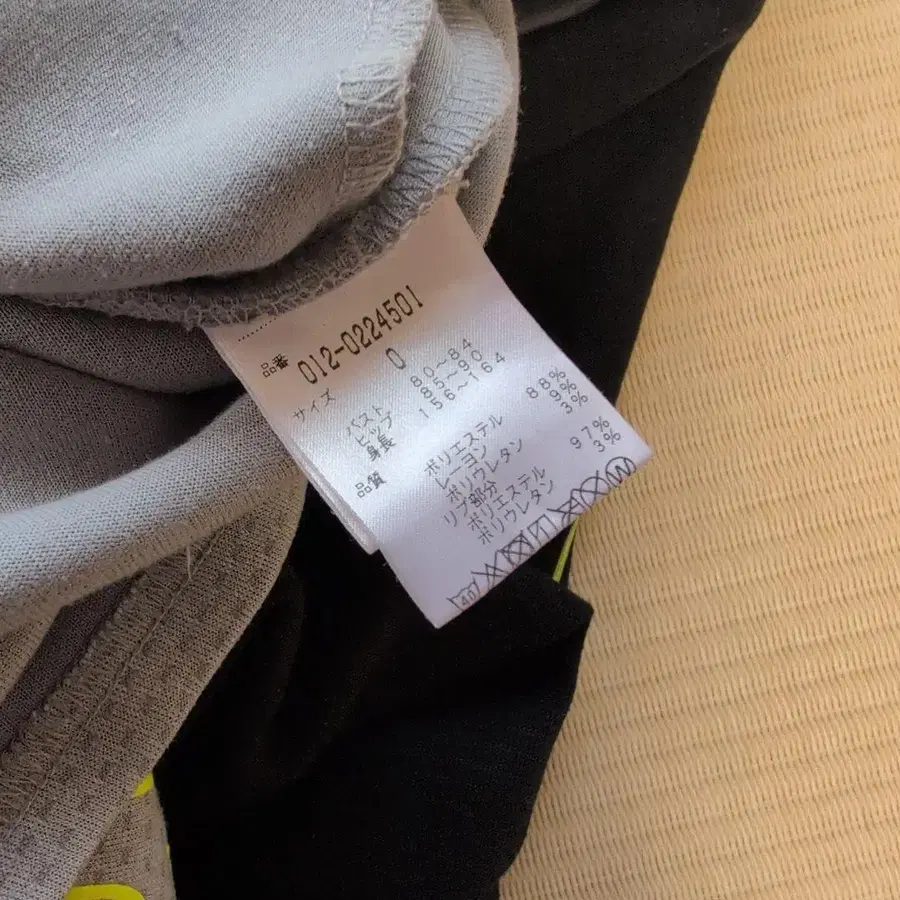 品番 012-0224501
サイズ 0
バスト 80~84
ヒップ 85~90
身長 156~164
品質 ポリエステル 88%
レーヨン 9%
ポリウレタン 3%
リブ部分
ポリエステル 97%
ポリウレタン 3%
40 W